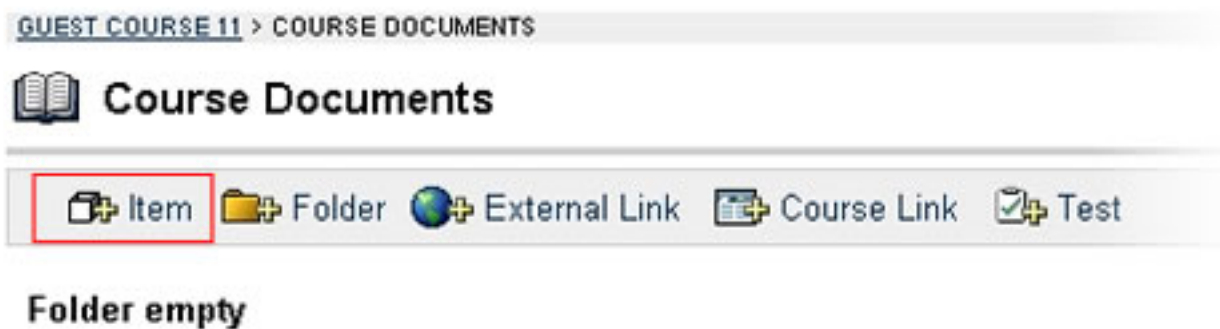 GUEST COURSE 11 > COURSE DOCUMENTS
Course Documents
Item Folder External Link Course Link Test
Folder empty